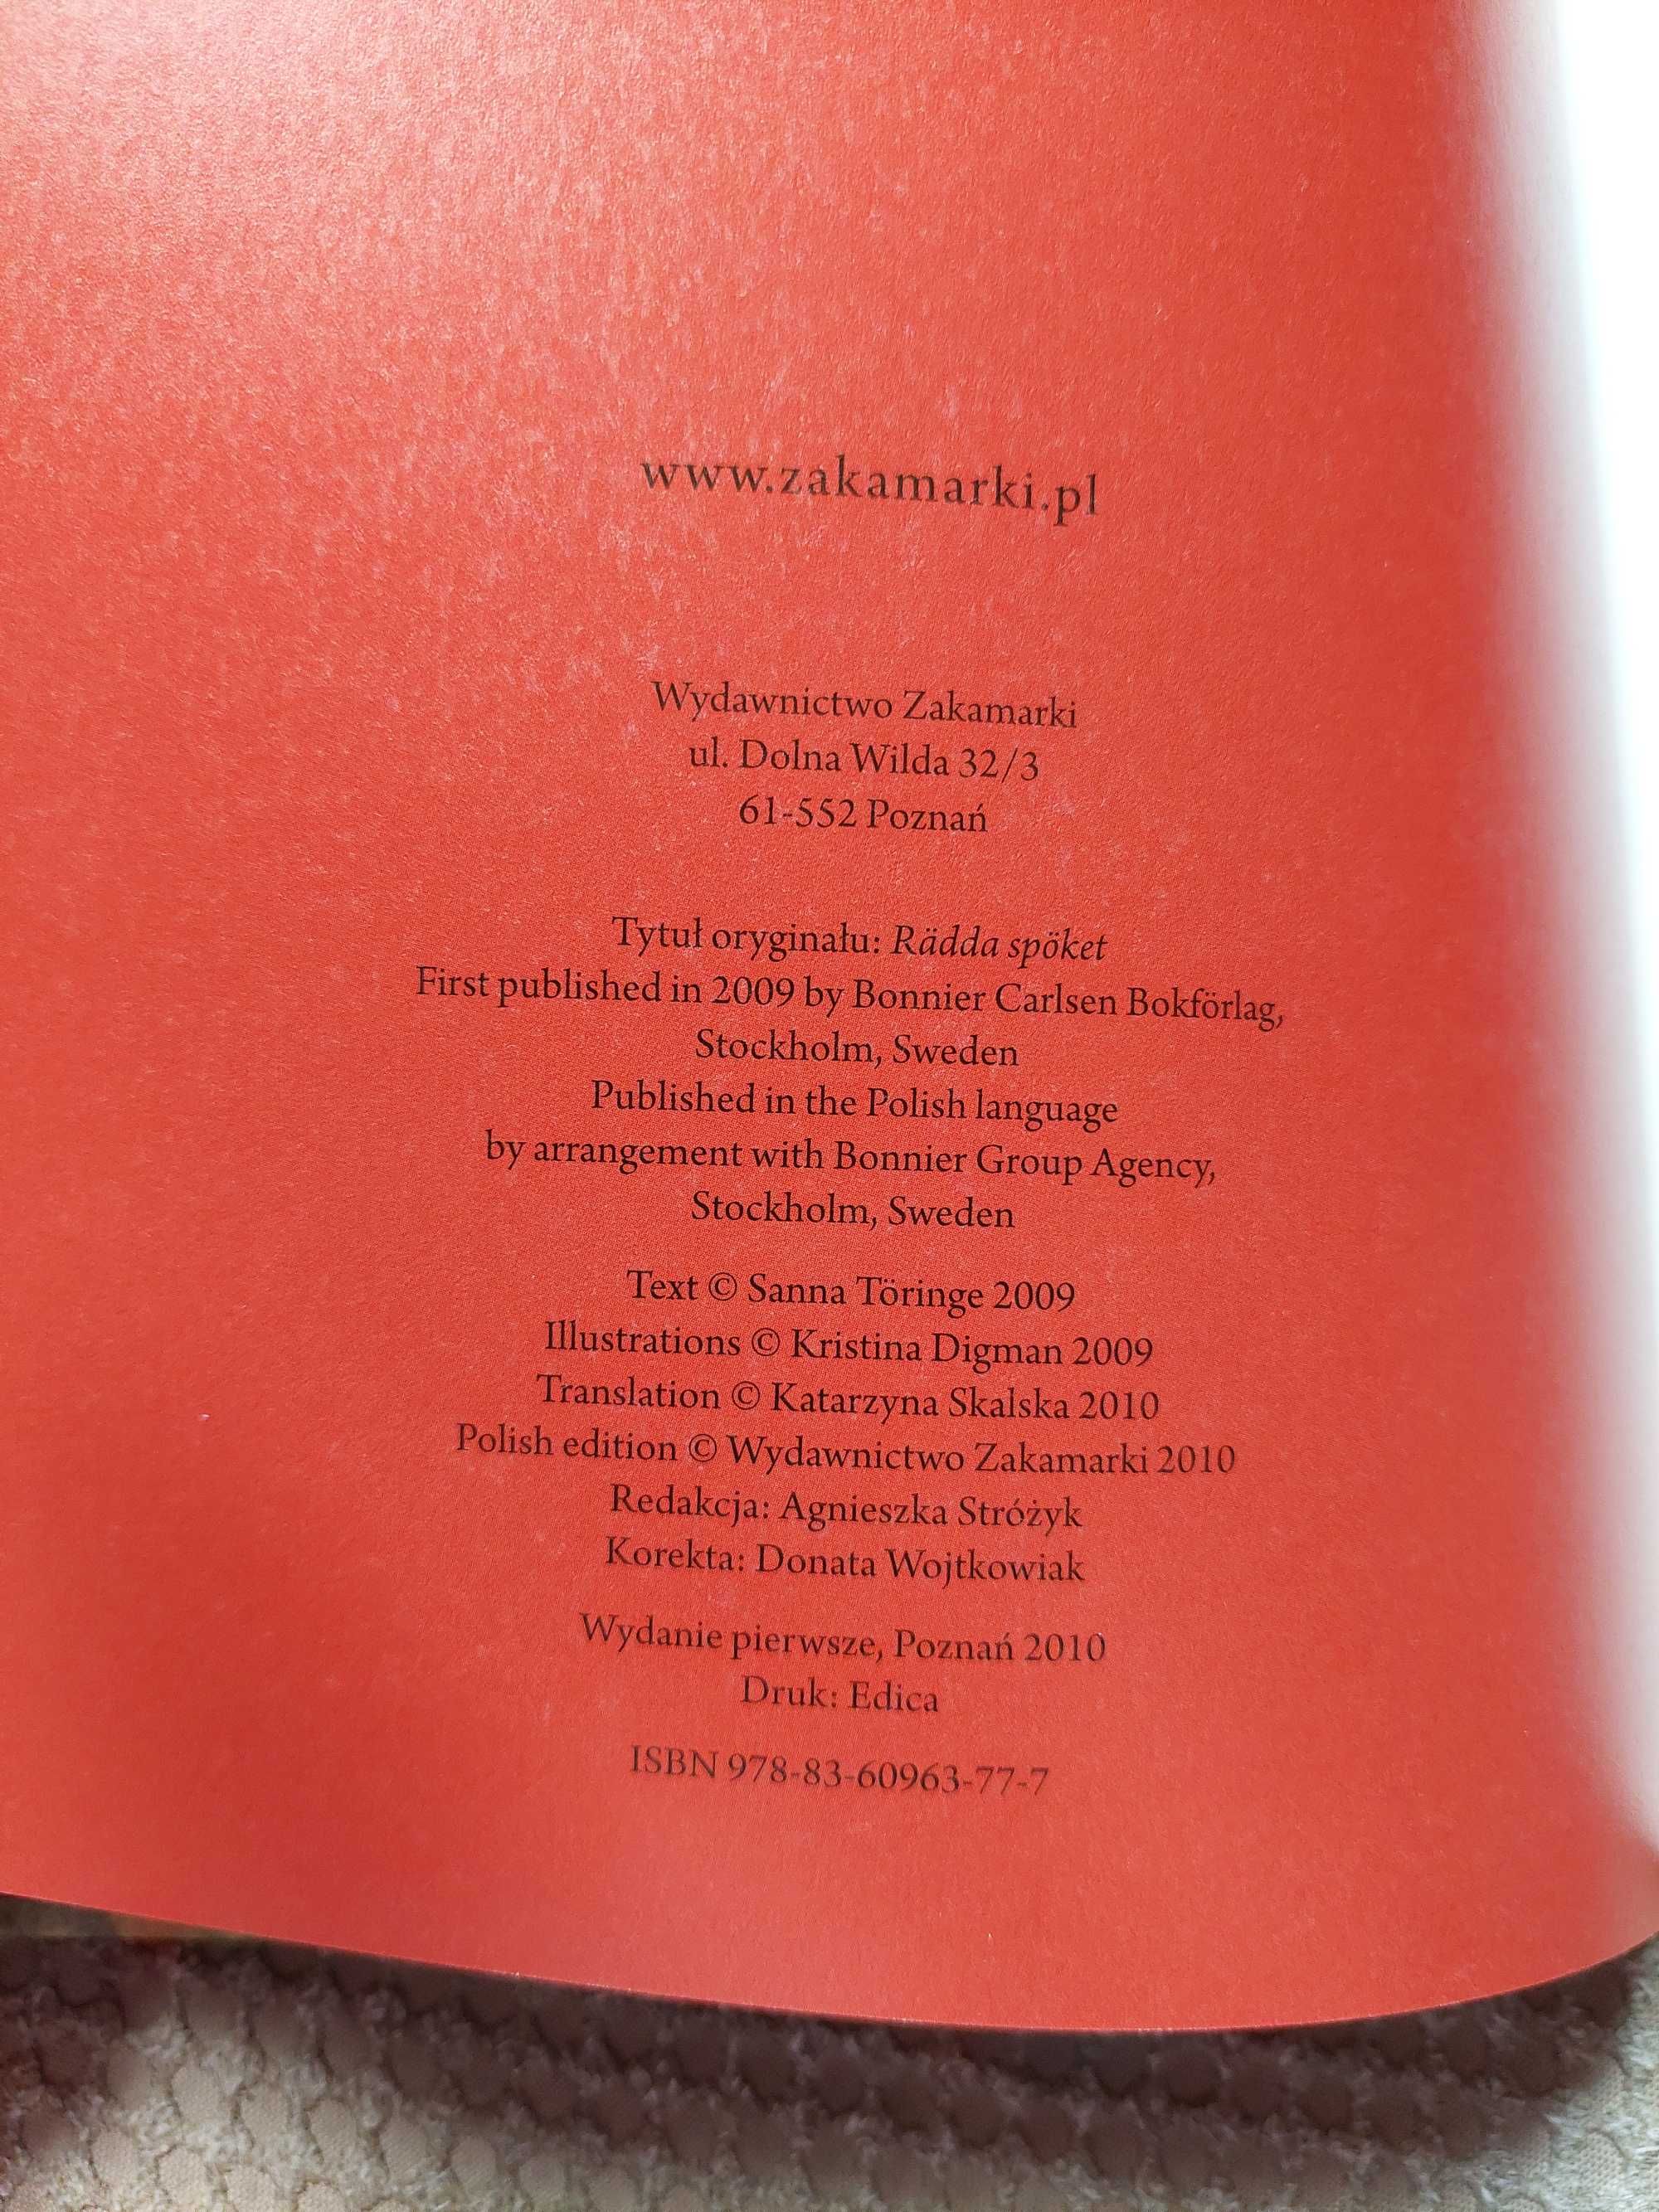 www.zakamarki.pl
Wydawnictwo Zakamarki
ul. Dolna Wilda 32/3
61-552 Poznań
Tytuł oryginału: Rädda spöket
First published in 2009 by Bonnier Carlsen Bokförlag,
Stockholm, Sweden
Published in the Polish language
by arrangement with Bonnier Group Agency,
Stockholm, Sweden
Text © Sanna Töringe 2009
Illustrations © Kristina Digman 2009
Translation © Katarzyna Skalska 2010
Polish edition © Wydawnictwo Zakamarki 2010
Redakcja: Agnieszka Stróżyk
Korekta: Donata Wojtkowiak
Wydanie pierwsze, Poznań 2010
Druk: Edica
ISBN 978-83-60963-77-7